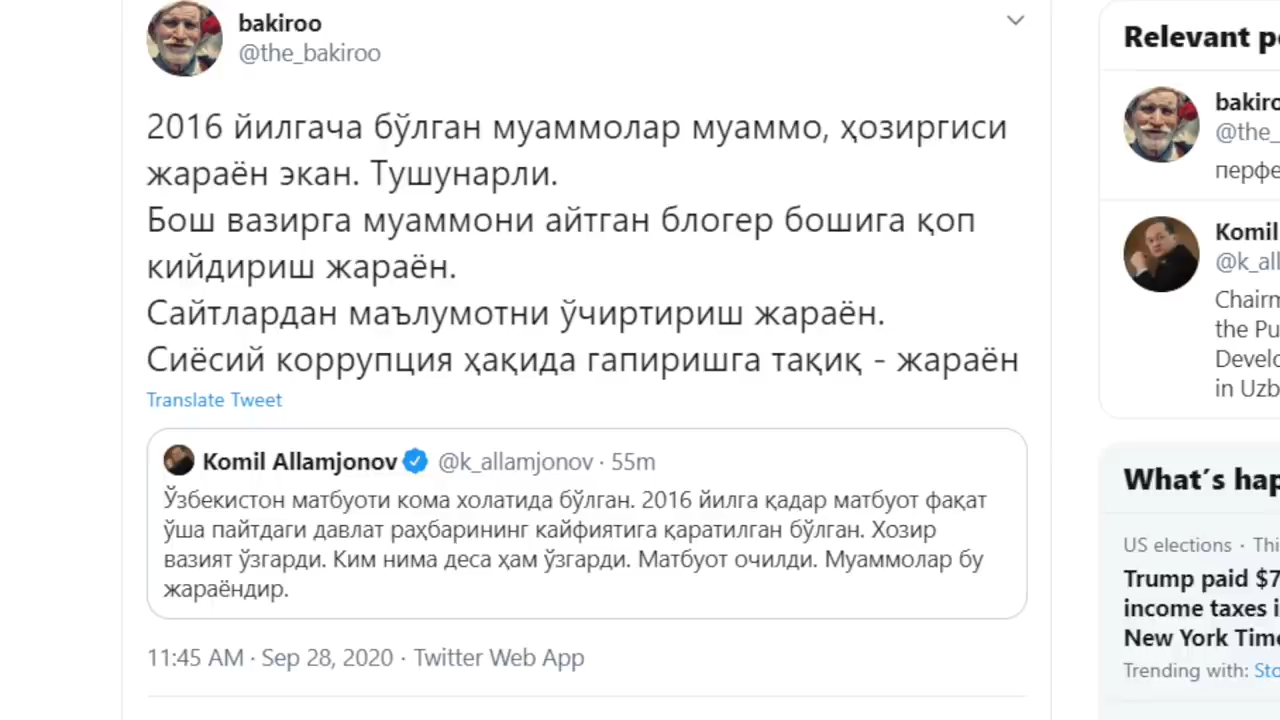 bakiroo
@the_bakiroo
2016 йилгача бўлган муаммолар муаммо, ҳозиргиси
жараён экан. Тушунарли.
Бош вазирга муаммони айтган блогер бошига қоп
кийдириш жараён.
Сайтлардан маълумотни ўчиртириш жараён.
Сиёсий коррупция ҳақида гапиришга тақиқ - жараён
Translate Tweet
Komil Allamjonov @k_allamjonov · 55m
Ўзбекистон матбуоти кома холатида бўлган. 2016 йилга қадар матбуот фақат
ўша пайтдаги давлат раҳбарининг кайфиятига қаратилган бўлган. Хозир
вазият ўзгарди. Ким нима деса ҳам ўзгарди. Матбуот очилди. Муаммолар бу
жараёндир.
11:45 AM · Sep 28, 2020 · Twitter Web App
Relevant pe
bakiro
@the_
перфе
Komil
@k_all
Chairm
the Pu
Develo
in Uzb
What's hap
US elections · Thi
Trump paid $7
income taxes i
New York Time
Trending with: Sto